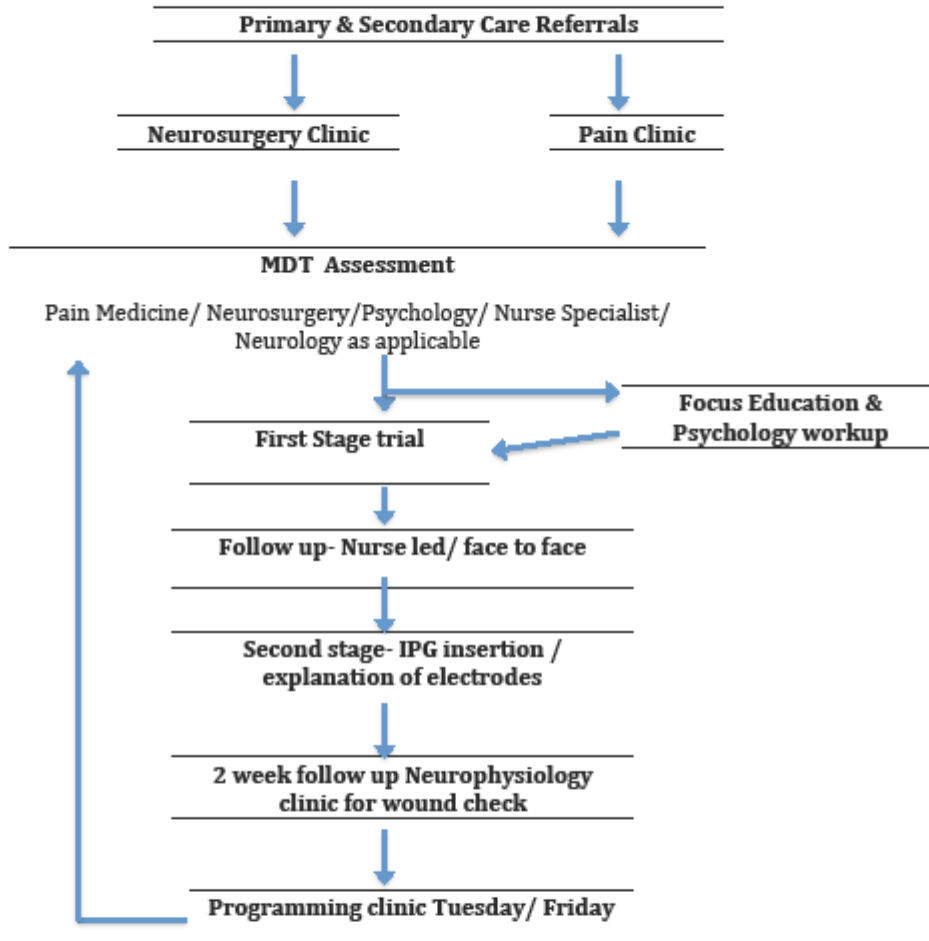 Primary & Secondary Care Referrals
Neurosurgery Clinic
Pain Clinic
MDT Assessment
Pain Medicine/ Neurosurgery/Psychology/ Nurse Specialist/
Neurology as applicable
Focus Education &
Psychology workup
First Stage trial
Follow up- Nurse led/ face to face
Second stage- IPG insertion /
explanation of electrodes
2 week follow up Neurophysiology
clinic for wound check
Programming clinic Tuesday/ Friday